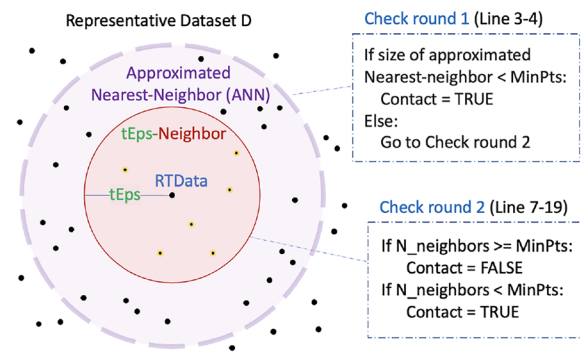 Representative Dataset D
Approximated
Nearest-Neighbor (ANN)
tEps-Neighbor
RTData
tEps
Check round 1 (Line 3-4)
If size of approximated
Nearest-neighbor < MinPts:
Contact = TRUE
Else:
Go to Check round 2
Check round 2 (Line 7-19)
If N_neighbors >= MinPts:
Contact = FALSE
If N_neighbors < MinPts:
Contact = TRUE